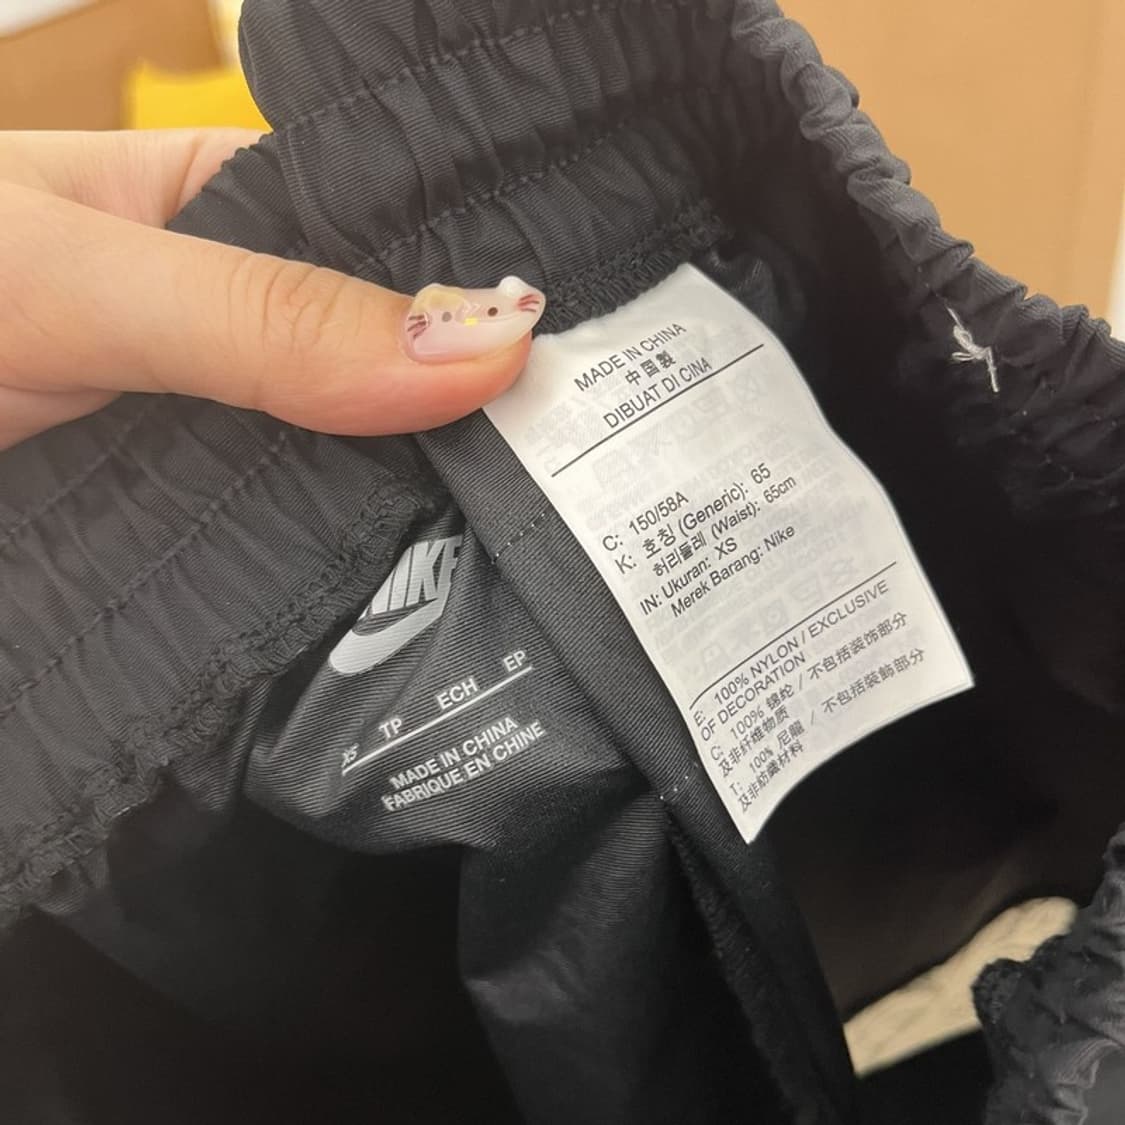 MADE IN CHINA
中国製
DIBUAT DI CINA
C: 150/58A
K: 호칭 (Generic): 65
허리둘레 (Waist): 65cm
IN: Ukuran: XS
Merek Barang: Nike
E: 100% NYLON / EXCLUSIVE
OF DECORATION
C: 100% 锦纶 / 不包括装饰部分
及非纤维物质
T: 100% 尼龍 / 不包括裝飾部分
及非紡織材料
NIKE
XS TP ECH EP
MADE IN CHINA
FABRIQUE EN CHINE